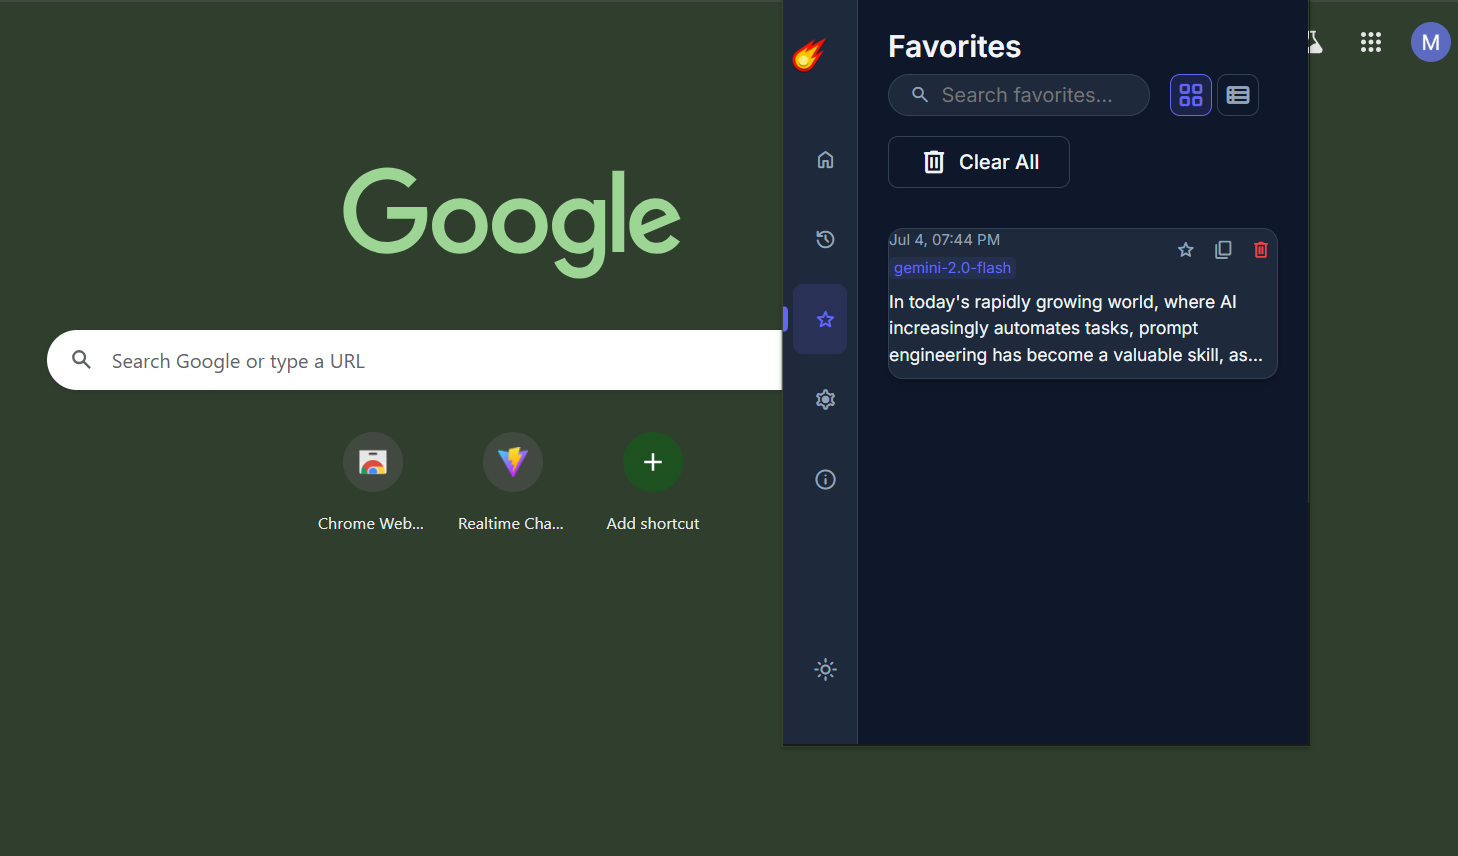 Google
Search Google or type a URL
Chrome Web...
Realtime Cha...
Add shortcut
Favorites
Search favorites...
Clear All
Jul 4, 07:44 PM
gemini-2.0-flash
In today's rapidly growing world, where AI
increasingly automates tasks, prompt
engineering has become a valuable skill, as...
M